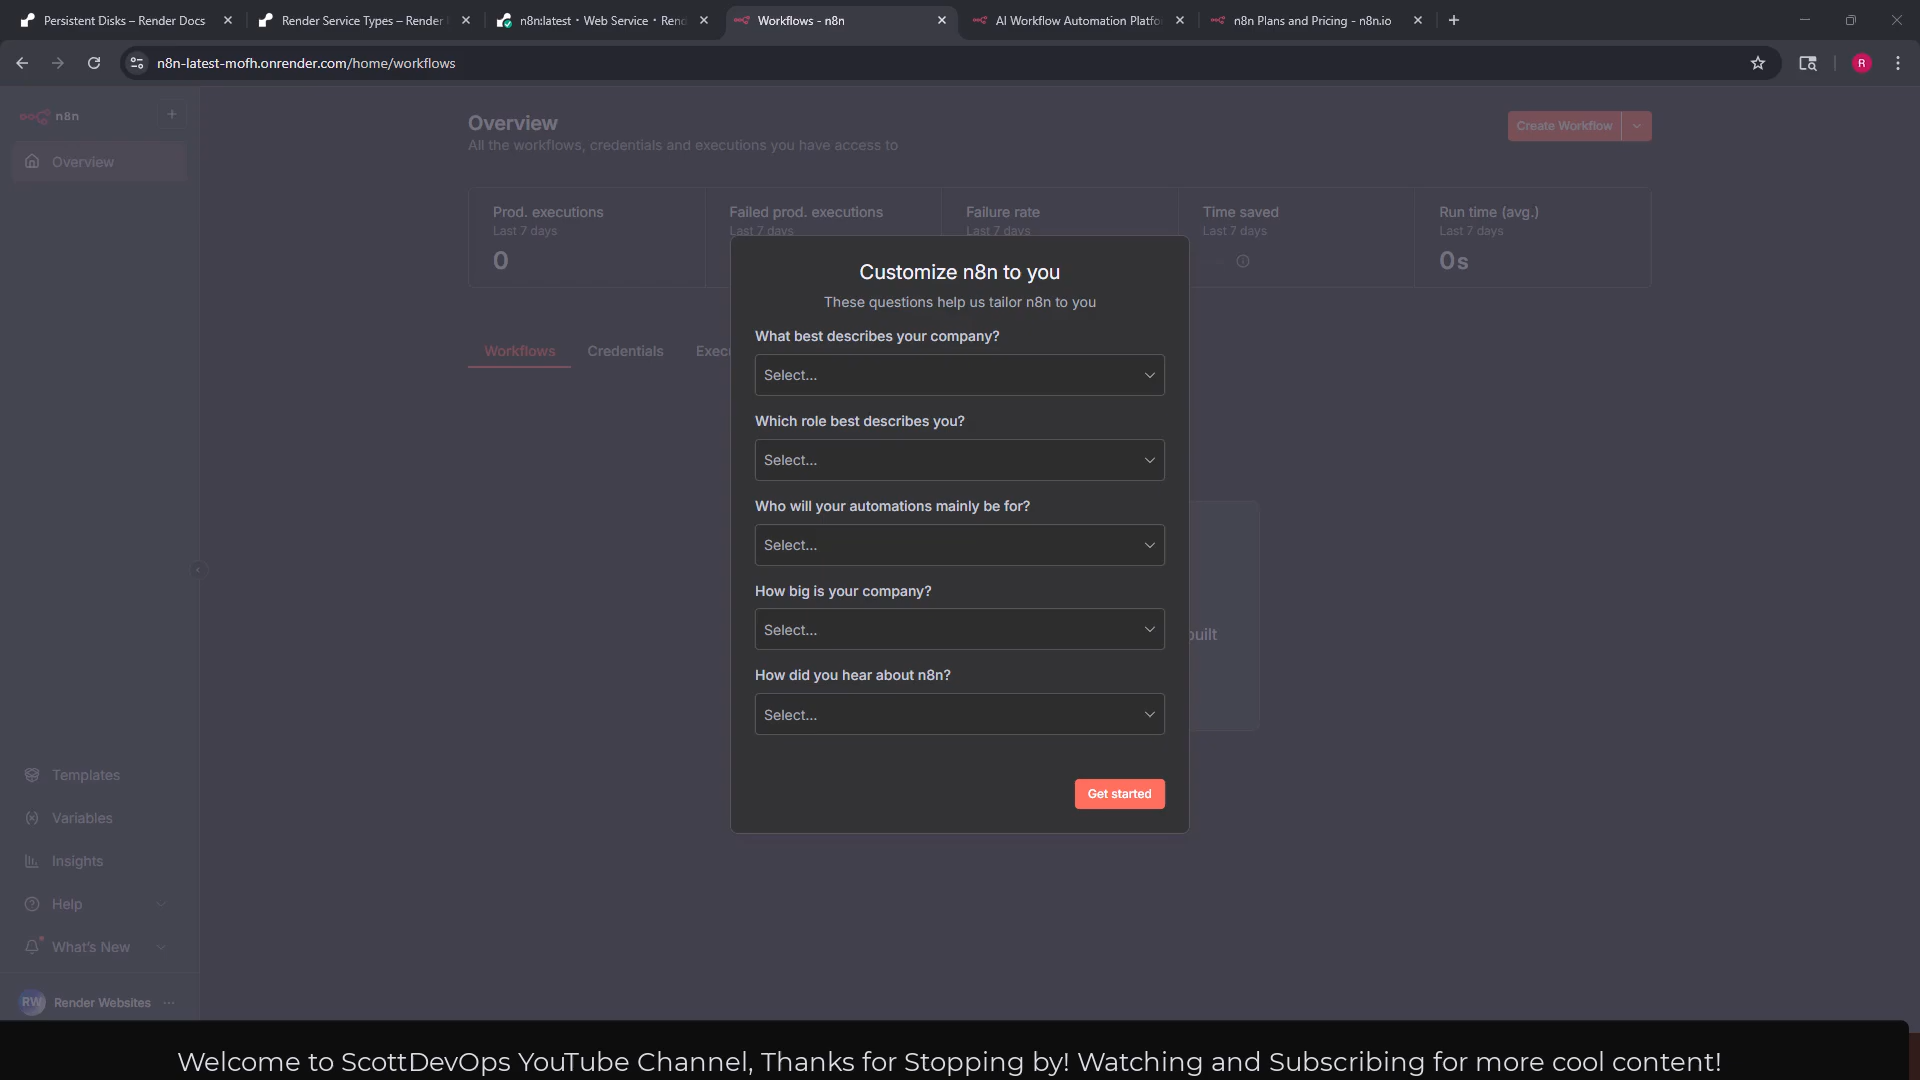 Persistent Disks – Render Docs
Render Service Types – Render
n8n:latest • Web Service • Rend
Workflows - n8n
AI Workflow Automation Platfo
n8n Plans and Pricing - n8n.io
n8n-latest-mofh.onrender.com/home/workflows
R
n8n
Overview
Overview
All the workflows, credentials and executions you have access to
Create Workflow
Prod. executions
Last 7 days
0
Failed prod. executions
Last 7 days
Failure rate
Last 7 days
Time saved
Last 7 days
Run time (avg.)
Last 7 days
0s
Workflows
Credentials
Exec
Customize n8n to you
These questions help us tailor n8n to you
What best describes your company?
Select...
Which role best describes you?
Select...
Who will your automations mainly be for?
Select...
How big is your company?
Select...
How did you hear about n8n?
Select...
Get started
built
Templates
Variables
Insights
Help
What's New
RW
Render Websites
Welcome to ScottDevOps YouTube Channel, Thanks for Stopping by! Watching and Subscribing for more cool content!